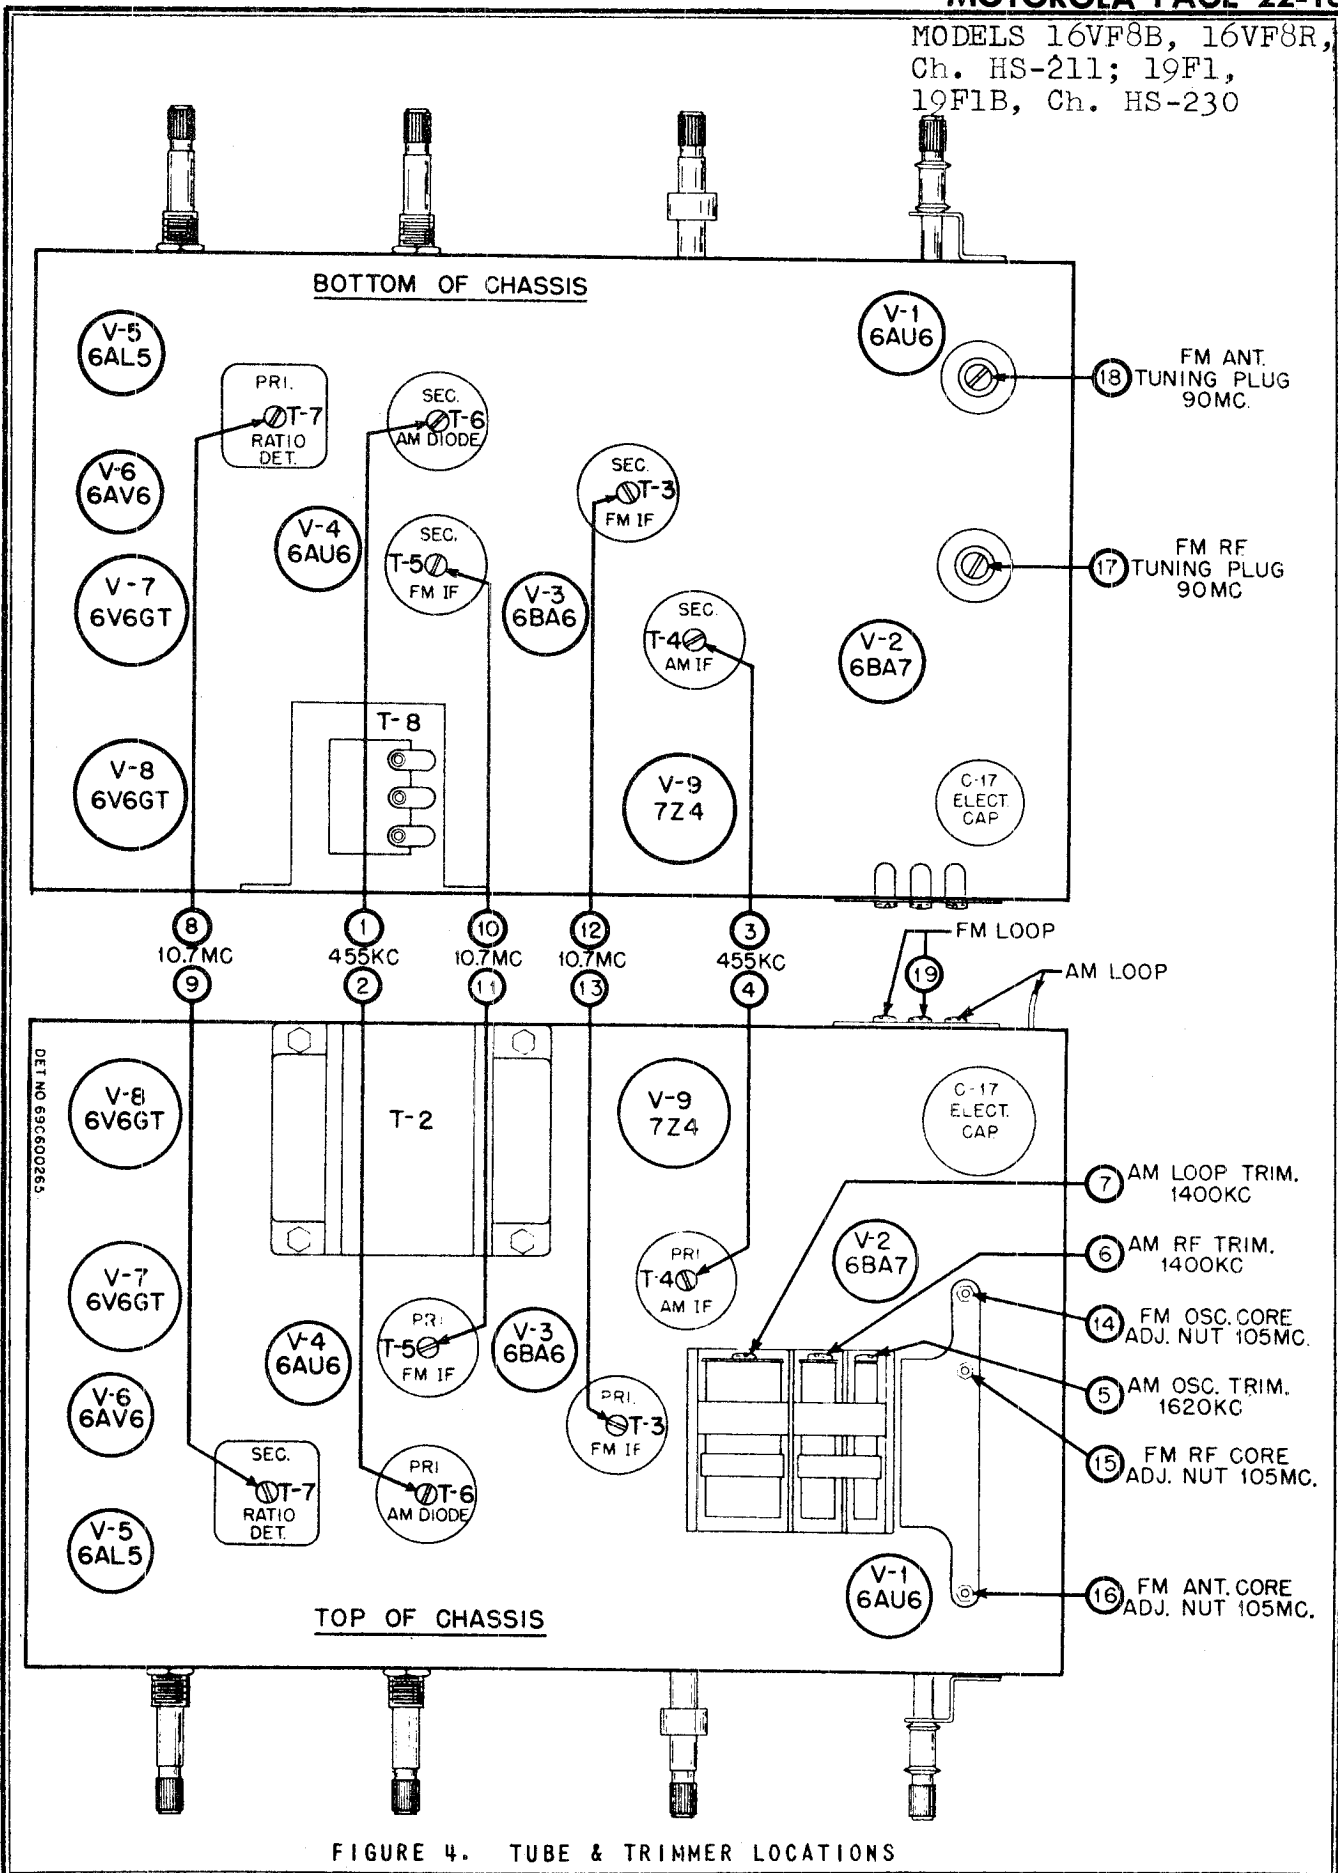 MOTOROLA PAGE 22-18
MODELS 16VF8B, 16VF8R,
Ch. HS-211; 19F1,
19F1B, Ch. HS-230
BOTTOM OF CHASSIS
V-5
6AL5
PRI.
T-7
RATIO
DET.
SEC.
T-6
AM DIODE
V-1
6AU6
18
FM ANT.
TUNING PLUG
90MC.
V-6
6AV6
V-4
6AU6
SEC.
T-3
FM IF
SEC.
T-5
FM IF
17
FM RF
TUNING PLUG
90MC
V-7
6V6GT
V-3
6BA6
SEC.
T-4
AM IF
V-2
6BA7
T-8
V-8
6V6GT
V-9
7Z4
C-17
ELECT.
CAP
8
10.7MC
9
1
455KC
2
10
10.7MC
11
12
10.7MC
13
3
455KC
4
FM LOOP
19
AM LOOP
DET NO 69C600265
V-8
6V6GT
T-2
V-9
7Z4
C-17
ELECT.
CAP
7
AM LOOP TRIM.
1400KC
V-7
6V6GT
PRI
T-4
AM IF
V-2
6BA7
6
AM RF TRIM.
1400KC
14
FM OSC. CORE
ADJ. NUT 105MC.
V-4
6AU6
PRI
T-5
FM IF
V-3
6BA6
5
AM OSC. TRIM.
1620KC
V-6
6AV6
PRI.
T-3
FM IF
15
FM RF CORE
ADJ. NUT 105MC.
SEC.
T-7
RATIO
DET.
PRI
T-6
AM DIODE
V-5
6AL5
V-1
6AU6
16
FM ANT. CORE
ADJ. NUT 105MC.
TOP OF CHASSIS
FIGURE 4. TUBE & TRIMMER LOCATIONS